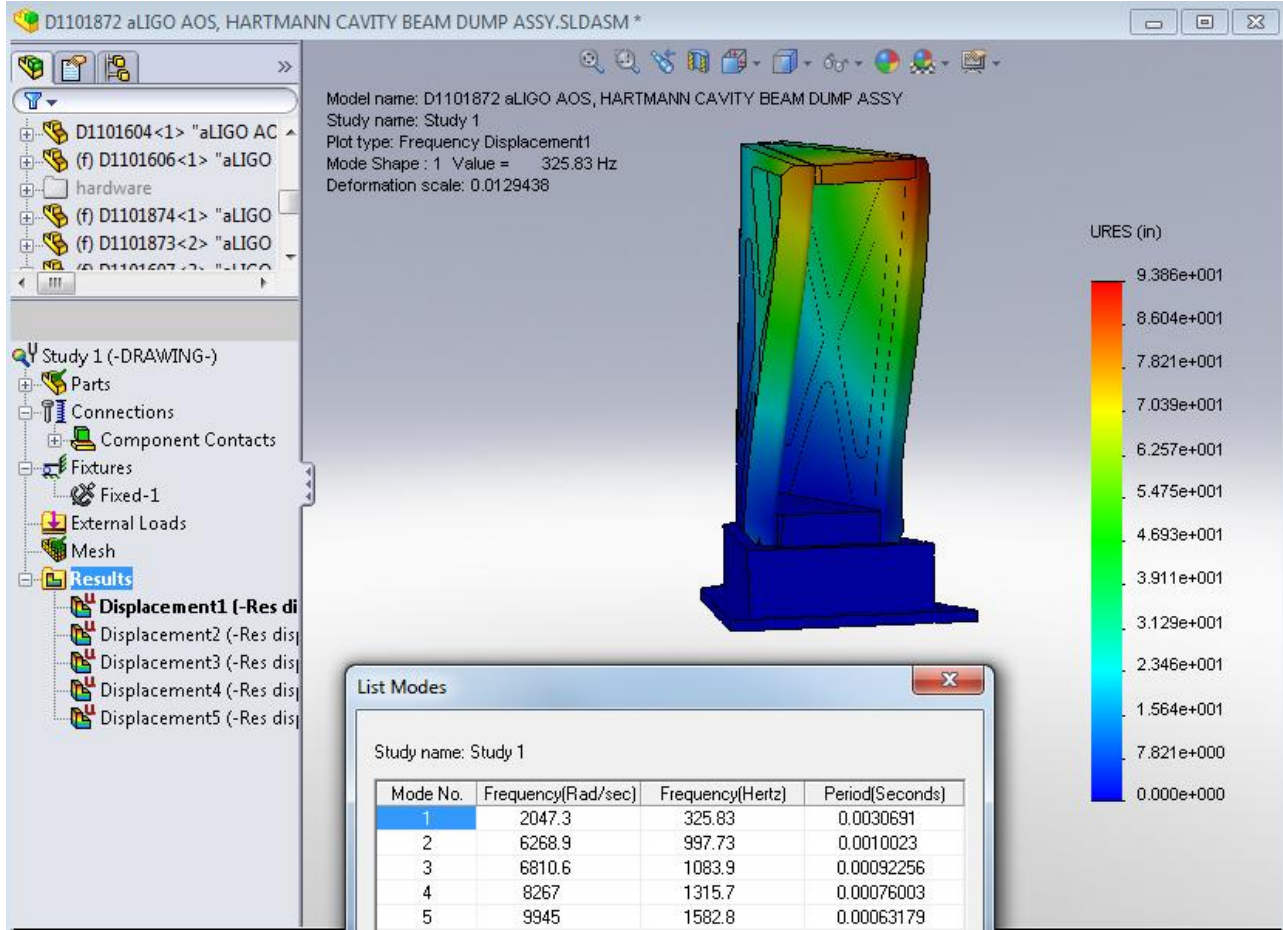 D1101872 aLIGO AOS, HARTMANN CAVITY BEAM DUMP ASSY.SLDASM *
D1101604<1> "aLIGO AC
(f) D1101606<1> "aLIGO
hardware
(f) D1101874<1> "aLIGO
(f) D1101873<2> "aLIGO
Study 1 (-DRAWING-)
Parts
Connections
Component Contacts
Fixtures
Fixed-1
External Loads
Mesh
Results
Displacement1 (-Res di
Displacement2 (-Res disp
Displacement3 (-Res disp
Displacement4 (-Res disp
Displacement5 (-Res disp
Model name: D1101872 aLIGO AOS, HARTMANN CAVITY BEAM DUMP ASSY
Study name: Study 1
Plot type: Frequency Displacement1
Mode Shape : 1 Value = 325.83 Hz
Deformation scale: 0.0129438
URES (in)
9.386e+001
8.604e+001
7.821e+001
7.039e+001
6.257e+001
5.475e+001
4.693e+001
3.911e+001
3.129e+001
2.346e+001
1.564e+001
7.821e+000
0.000e+000
List Modes
Study name: Study 1
Mode No. Frequency(Rad/sec) Frequency(Hertz) Period(Seconds)
1 2047.3 325.83 0.0030691
2 6268.9 997.73 0.0010023
3 6810.6 1083.9 0.00092256
4 8267 1315.7 0.00076003
5 9945 1582.8 0.00063179